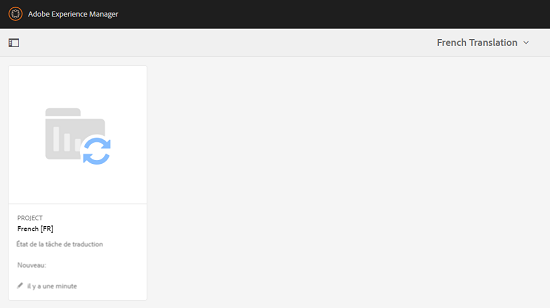 Adobe Experience Manager
French Translation
PROJECT
French [FR]
État de la tâche de traduction
Nouveau:
il y a une minute